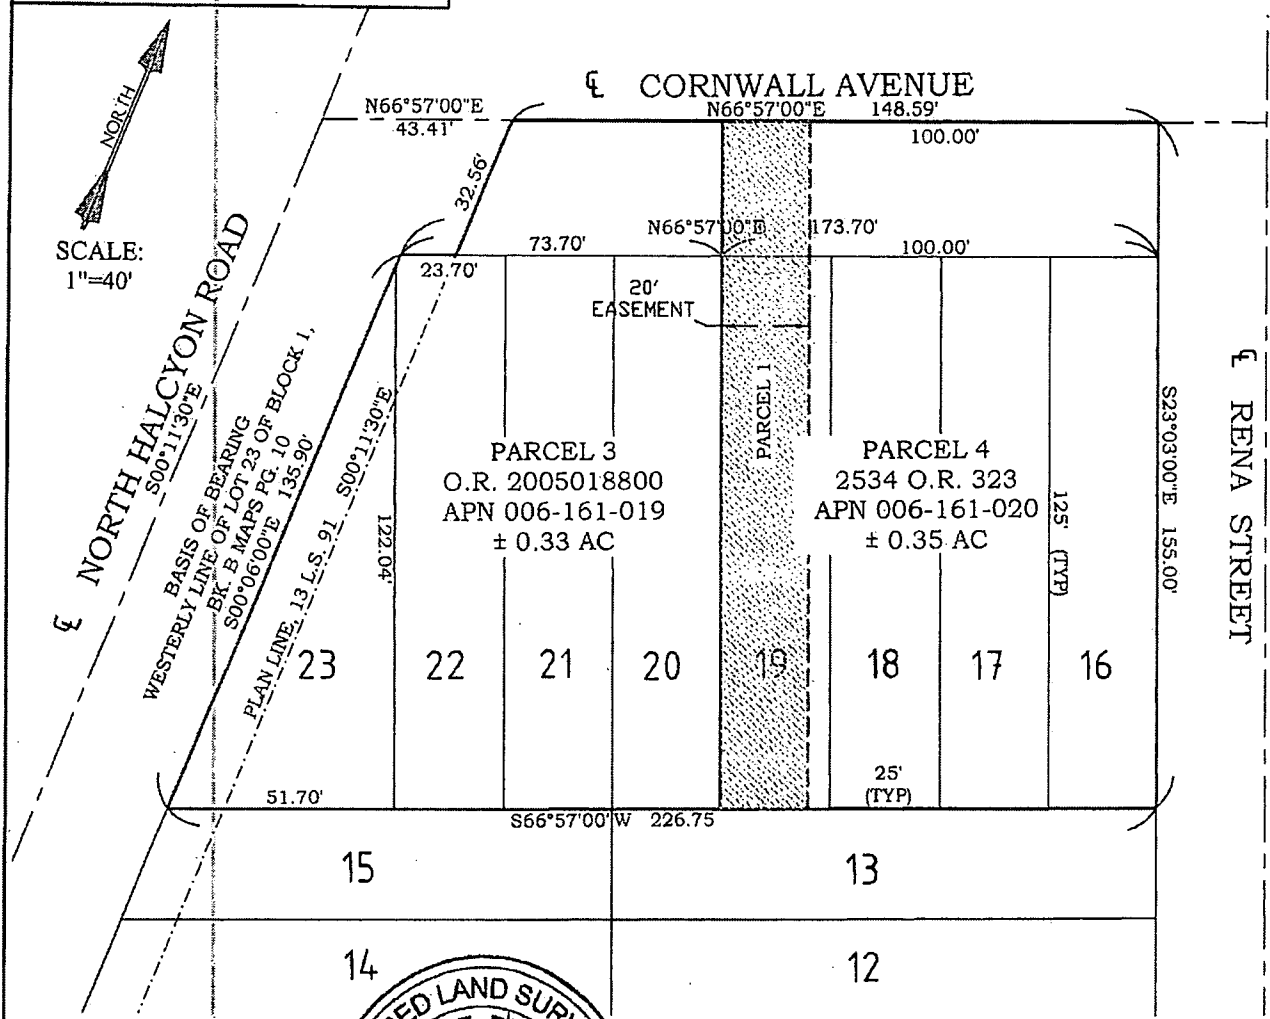 ℄ CORNWALL AVENUE
N66°57'00"E
43.41'
N66°57'00"E 148.59'
100.00'
NORTH
SCALE:
1"=40'
32.56'
N66°57'00"E 173.70'
73.70'
100.00'
23.70'
20'
EASEMENT
℄ NORTH HALCYON ROAD
S00°11'30"E
BASIS OF BEARING
WESTERLY LINE OF LOT 23 OF BLOCK 1,
BK. B MAPS PG. 10
S00°06'00"E 135.90'
PLAN LINE, 13 L.S. 91 S00°11'30"E
122.04'
PARCEL 3
O.R. 2005018800
APN 006-161-019
± 0.33 AC
PARCEL 1
PARCEL 4
2534 O.R. 323
APN 006-161-020
± 0.35 AC
125' (TYP)
S23°03'00"E 155.00'
℄ RENA STREET
23
22
21
20
19
18
17
16
51.70'
25'
(TYP)
S66°57'00"W 226.75
15
13
14
12
ED LAND SUR